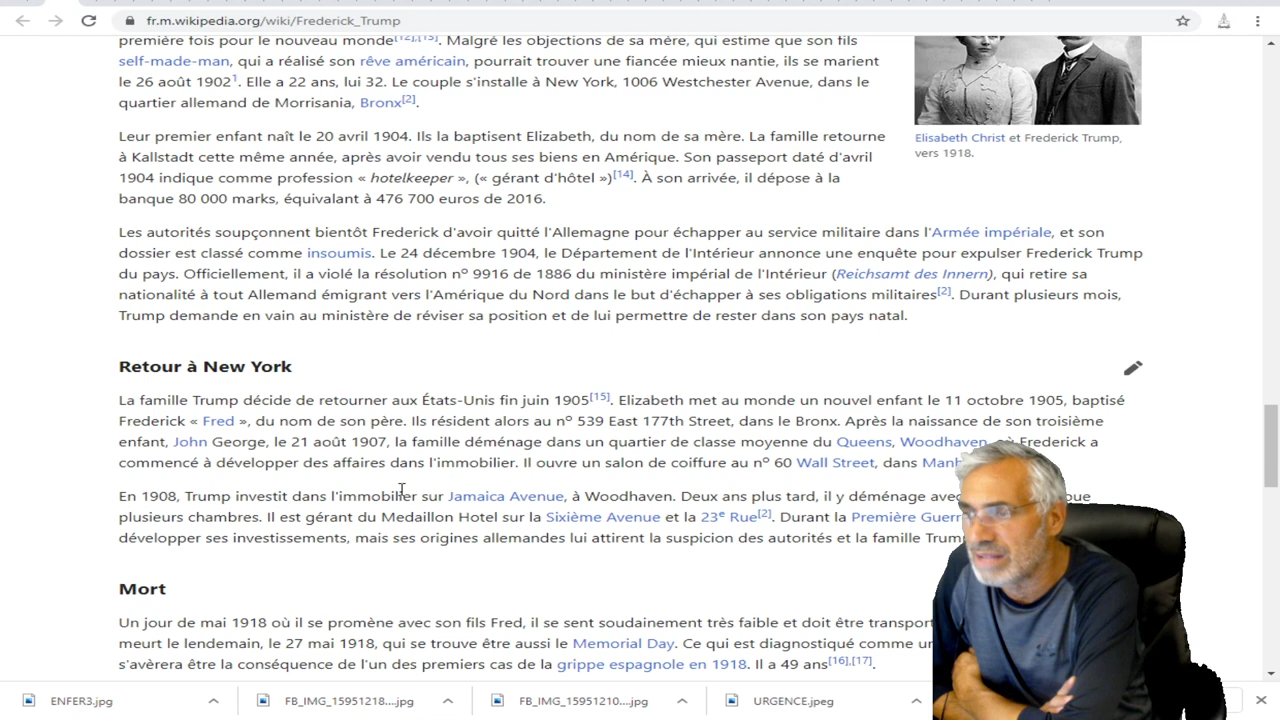 fr.m.wikipedia.org/wiki/Frederick_Trump
première fois pour le nouveau monde[12],[13]. Malgré les objections de sa mère, qui estime que son fils
self-made-man, qui a réalisé son rêve américain, pourrait trouver une fiancée mieux nantie, ils se marient
le 26 août 1902¹. Elle a 22 ans, lui 32. Le couple s'installe à New York, 1006 Westchester Avenue, dans le
quartier allemand de Morrisania, Bronx[2].
Elisabeth Christ et Frederick Trump,
vers 1918.
Leur premier enfant naît le 20 avril 1904. Ils la baptisent Elizabeth, du nom de sa mère. La famille retourne
à Kallstadt cette même année, après avoir vendu tous ses biens en Amérique. Son passeport daté d'avril
1904 indique comme profession « hotelkeeper », (« gérant d'hôtel »)[14]. À son arrivée, il dépose à la
banque 80 000 marks, équivalant à 476 700 euros de 2016.
Les autorités soupçonnent bientôt Frederick d'avoir quitté l'Allemagne pour échapper au service militaire dans l'Armée impériale, et son
dossier est classé comme insoumis. Le 24 décembre 1904, le Département de l'Intérieur annonce une enquête pour expulser Frederick Trump
du pays. Officiellement, il a violé la résolution nº 9916 de 1886 du ministère impérial de l'Intérieur (Reichsamt des Innern), qui retire sa
nationalité à tout Allemand émigrant vers l'Amérique du Nord dans le but d'échapper à ses obligations militaires[2]. Durant plusieurs mois,
Trump demande en vain au ministère de réviser sa position et de lui permettre de rester dans son pays natal.
Retour à New York
La famille Trump décide de retourner aux États-Unis fin juin 1905[15]. Elizabeth met au monde un nouvel enfant le 11 octobre 1905, baptisé
Frederick « Fred », du nom de son père. Ils résident alors au nº 539 East 177th Street, dans le Bronx. Après la naissance de son troisième
enfant, John George, le 21 août 1907, la famille déménage dans un quartier de classe moyenne du Queens, Woodhaven, où Frederick a
commencé à développer des affaires dans l'immobilier. Il ouvre un salon de coiffure au nº 60 Wall Street, dans Manh
En 1908, Trump investit dans l'immobilier sur Jamaica Avenue, à Woodhaven. Deux ans plus tard, il y déménage avec
plusieurs chambres. Il est gérant du Medaillon Hotel sur la Sixième Avenue et la 23e Rue[2]. Durant la Première Guerr
développer ses investissements, mais ses origines allemandes lui attirent la suspicion des autorités et la famille Trum
Mort
Un jour de mai 1918 où il se promène avec son fils Fred, il se sent soudainement très faible et doit être transpor
meurt le lendemain, le 27 mai 1918, qui se trouve être aussi le Memorial Day. Ce qui est diagnostiqué comme un
s'avèrera être la conséquence de l'un des premiers cas de la grippe espagnole en 1918. Il a 49 ans[16],[17].
ENFER3.jpg
FB_IMG_15951218....jpg
FB_IMG_15951210....jpg
URGENCE.jpeg